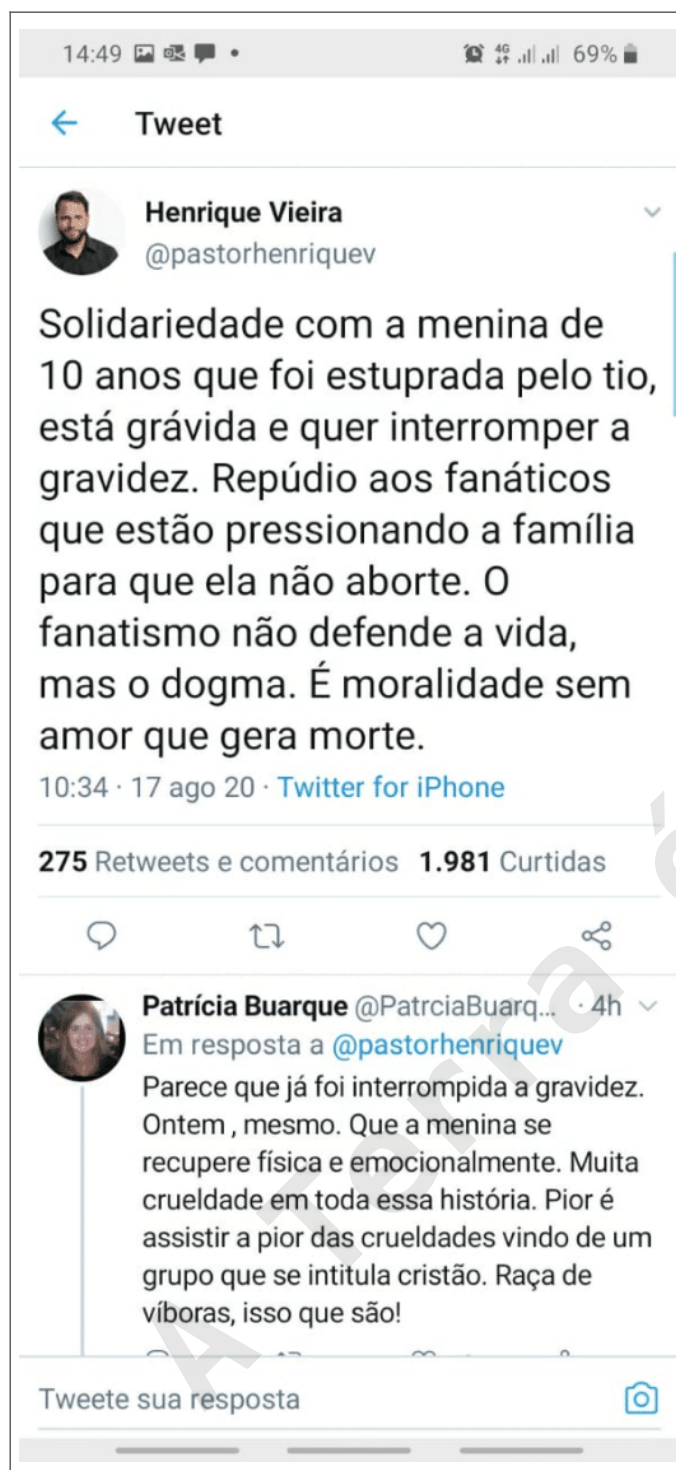 14:49
4G
69%
Tweet
Henrique Vieira
@pastorhenriquev
Solidariedade com a menina de
10 anos que foi estuprada pelo tio,
está grávida e quer interromper a
gravidez. Repúdio aos fanáticos
que estão pressionando a família
para que ela não aborte. O
fanatismo não defende a vida,
mas o dogma. É moralidade sem
amor que gera morte.
10:34 · 17 ago 20 · Twitter for iPhone
275 Retweets e comentários 1.981 Curtidas
Patrícia Buarque @PatrciaBuarq... · 4h
Em resposta a @pastorhenriquev
Parece que já foi interrompida a gravidez.
Ontem , mesmo. Que a menina se
recupere física e emocionalmente. Muita
crueldade em toda essa história. Pior é
assistir a pior das crueldades vindo de um
grupo que se intitula cristão. Raça de
víboras, isso que são!
Tweete sua resposta
A Terra é